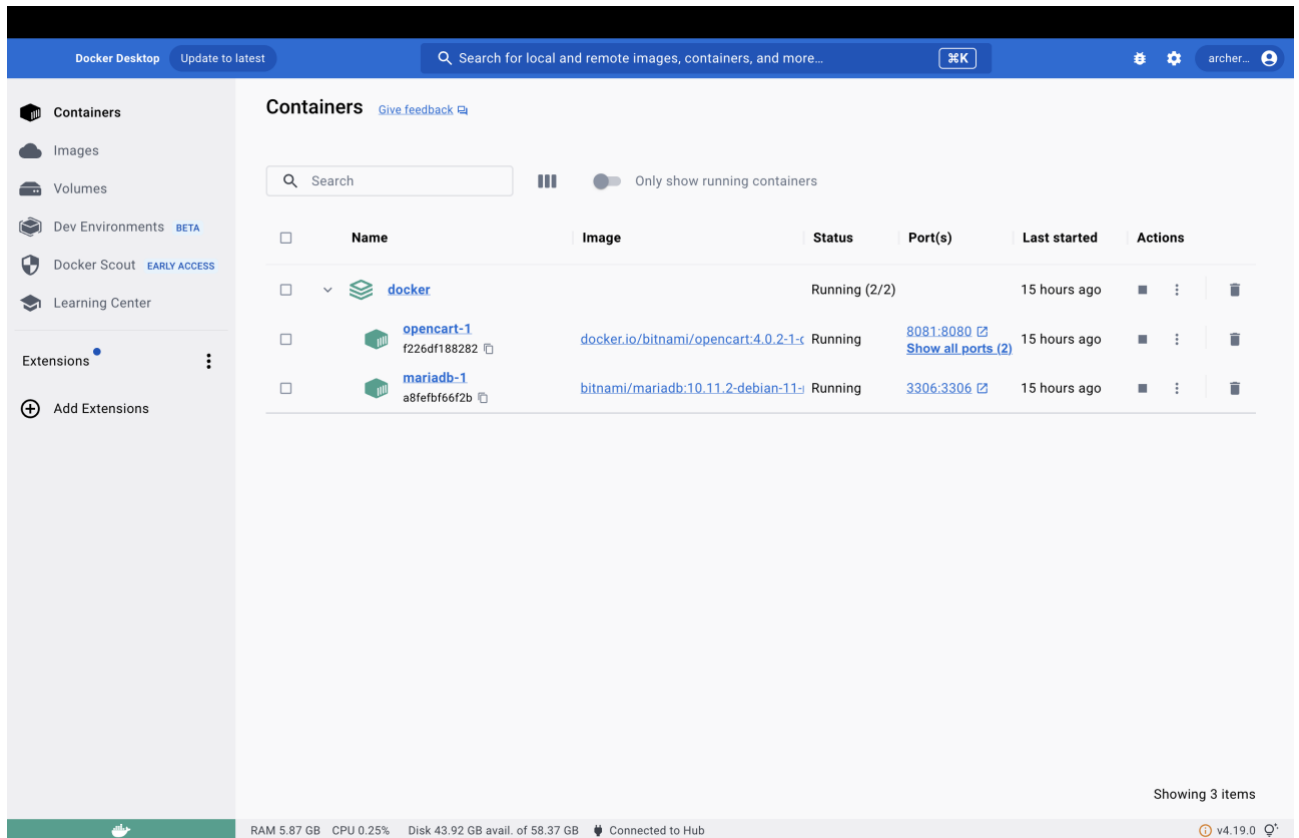 Docker Desktop Update to latest Search for local and remote images, containers, and more... ⌘K archer...
Containers
Images
Volumes
Dev Environments BETA
Docker Scout EARLY ACCESS
Learning Center
Extensions
Add Extensions
Containers Give feedback
Search Only show running containers
Name Image Status Port(s) Last started Actions
docker Running (2/2) 15 hours ago
opencart-1 docker.io/bitnami/opencart:4.0.2-1- Running 8081:8080 15 hours ago
f226df188282 Show all ports (2)
mariadb-1 bitnami/mariadb:10.11.2-debian-11- Running 3306:3306 15 hours ago
a8fefbf66f2b
Showing 3 items
RAM 5.87 GB CPU 0.25% Disk 43.92 GB avail. of 58.37 GB Connected to Hub v4.19.0